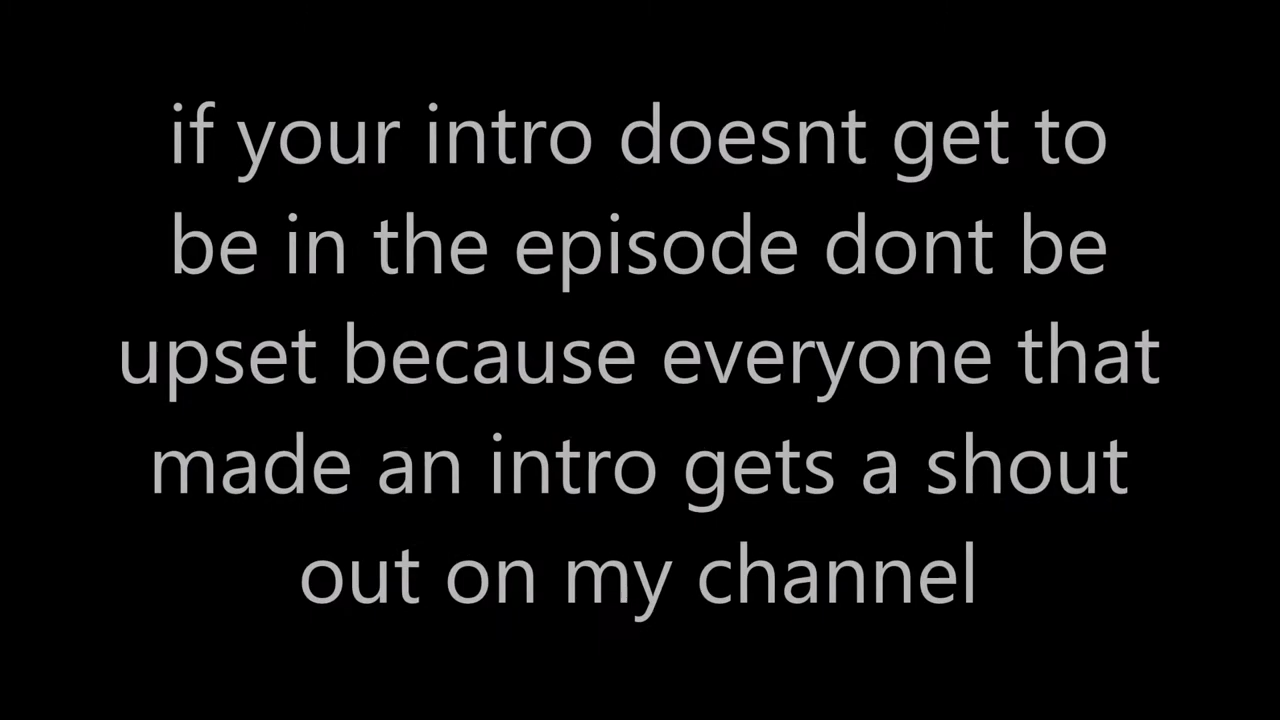 if your intro doesnt get to
be in the episode dont be
upset because everyone that
made an intro gets a shout
out on my channel